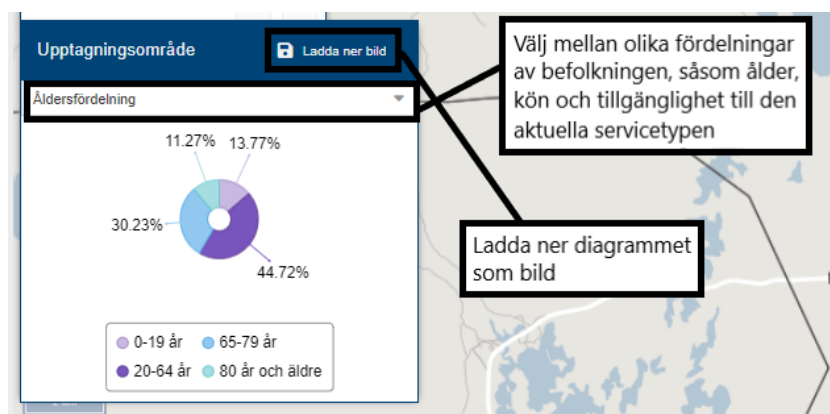 Upptagningsområde
Ladda ner bild
Åldersfördelning
11.27%
13.77%
30.23%
44.72%
0-19 år
65-79 år
20-64 år
80 år och äldre
Välj mellan olika fördelningar
av befolkningen, såsom ålder,
kön och tillgänglighet till den
aktuella servicetypen
Ladda ner diagrammet
som bild